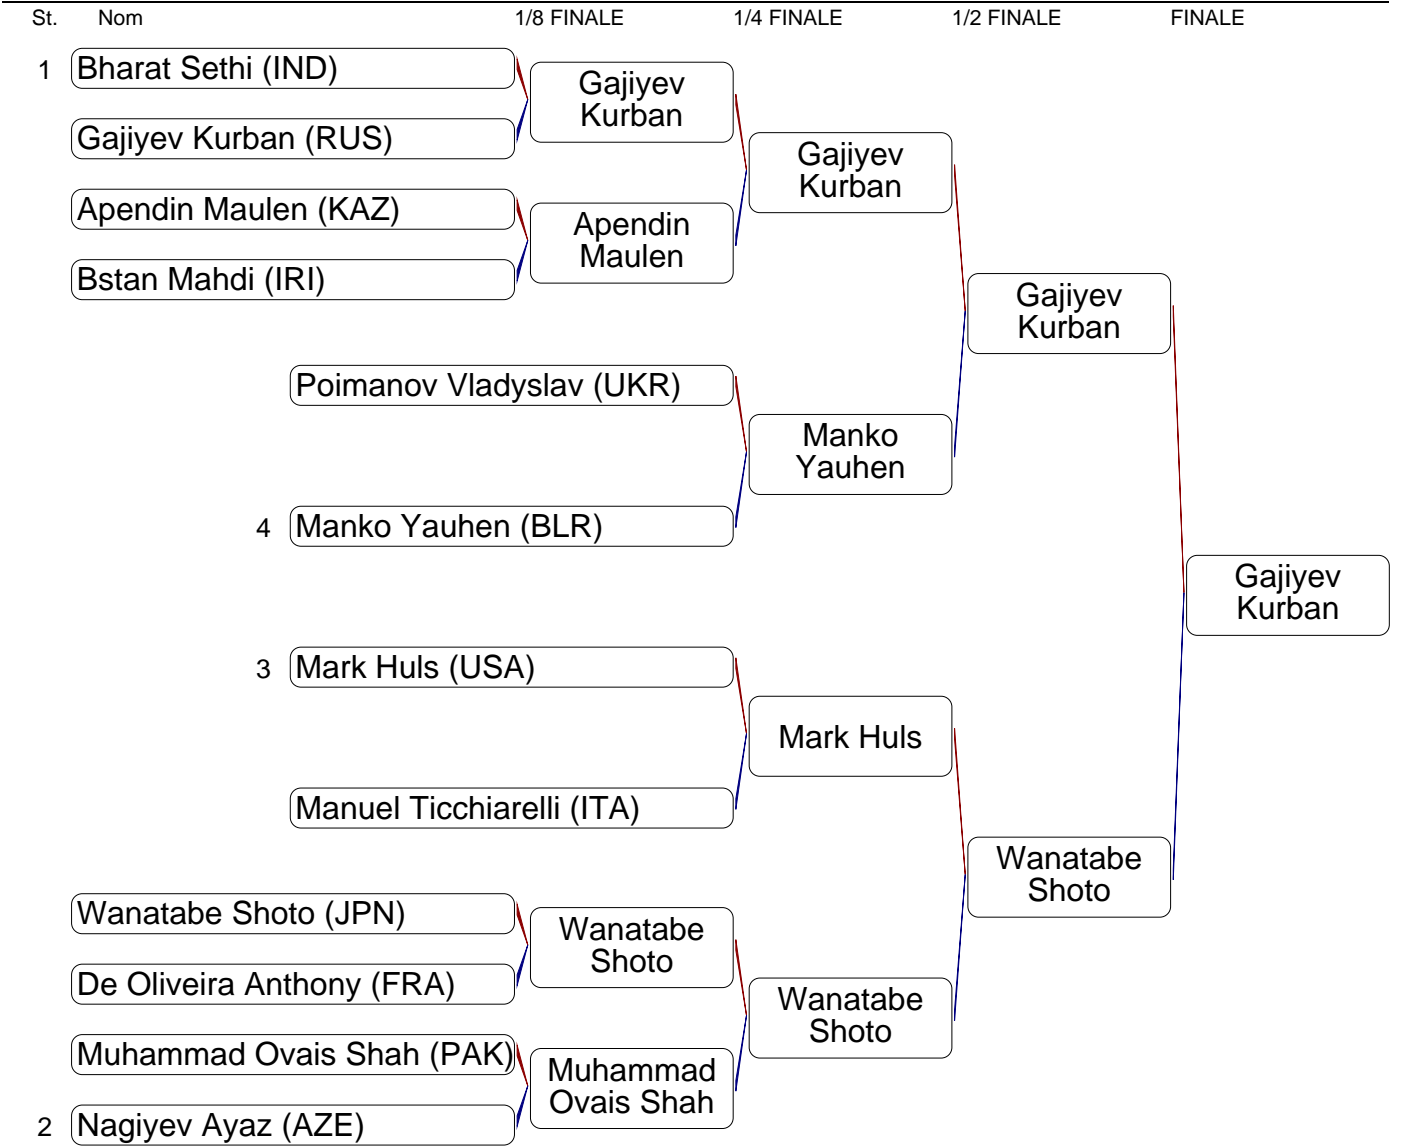 St. Nom 1/8 FINALE 1/4 FINALE 1/2 FINALE FINALE
1 Bharat Sethi (IND)
Gajiyev
Kurban
Gajiyev Kurban (RUS)
Gajiyev
Kurban
Apendin Maulen (KAZ)
Apendin
Maulen
Bstan Mahdi (IRI)
Gajiyev
Kurban
Poimanov Vladyslav (UKR)
Manko
Yauhen
4 Manko Yauhen (BLR)
Gajiyev
Kurban
3 Mark Huls (USA)
Mark Huls
Manuel Ticchiarelli (ITA)
Wanatabe
Shoto
Wanatabe Shoto (JPN)
Wanatabe
Shoto
De Oliveira Anthony (FRA)
Wanatabe
Shoto
Muhammad Ovais Shah (PAK)
Muhammad
Ovais Shah
2 Nagiyev Ayaz (AZE)